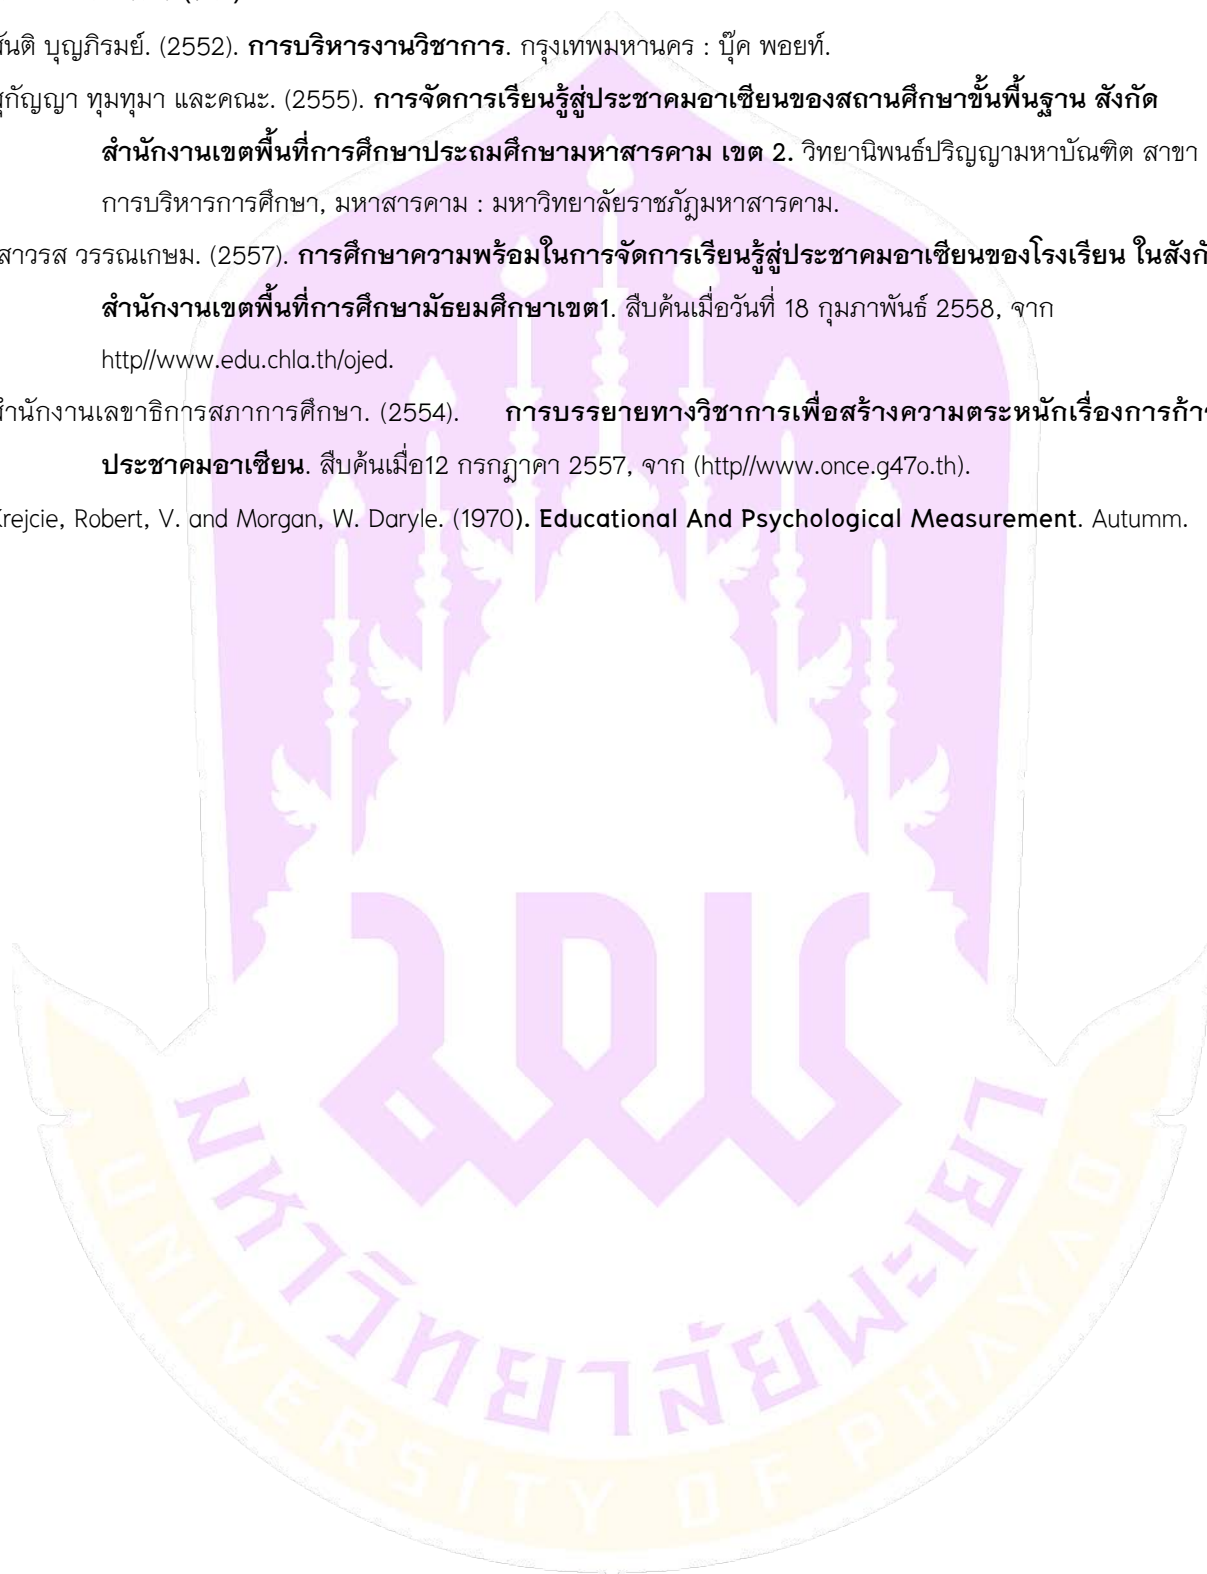 สันติ บุญภิรมย์. (2552). การบริหารงานวิชาการ. กรุงเทพมหานคร : บุ๊ค พอยท์.
สุกัญญา ทุมทุมา และคณะ. (2555). การจัดการเรียนรู้สู่ประชาคมอาเซียนของสถานศึกษาขั้นพื้นฐาน สังกัด
สำนักงานเขตพื้นที่การศึกษาประถมศึกษามหาสารคาม เขต 2. วิทยานิพนธ์ปริญญามหาบัณฑิต สาขา
การบริหารการศึกษา, มหาสารคาม : มหาวิทยาลัยราชภัฏมหาสารคาม.
เสาวรส วรรณเกษม. (2557). การศึกษาความพร้อมในการจัดการเรียนรู้สู่ประชาคมอาเซียนของโรงเรียน ในสังกั
สำนักงานเขตพื้นที่การศึกษามัธยมศึกษาเขต1. สืบค้นเมื่อวันที่ 18 กุมภาพันธ์ 2558, จาก
http//www.edu.chla.th/ojed.
สำนักงานเลขาธิการสภาการศึกษา. (2554). การบรรยายทางวิชาการเพื่อสร้างความตระหนักเรื่องการก้าว
ประชาคมอาเซียน. สืบค้นเมื่อ12 กรกฎาคา 2557, จาก (http//www.once.g47o.th).
Krejcie, Robert, V. and Morgan, W. Daryle. (1970). Educational And Psychological Measurement. Autumm.
มหาวิทยาลัยพะเยา
UNIVERSITY OF PHAYAO